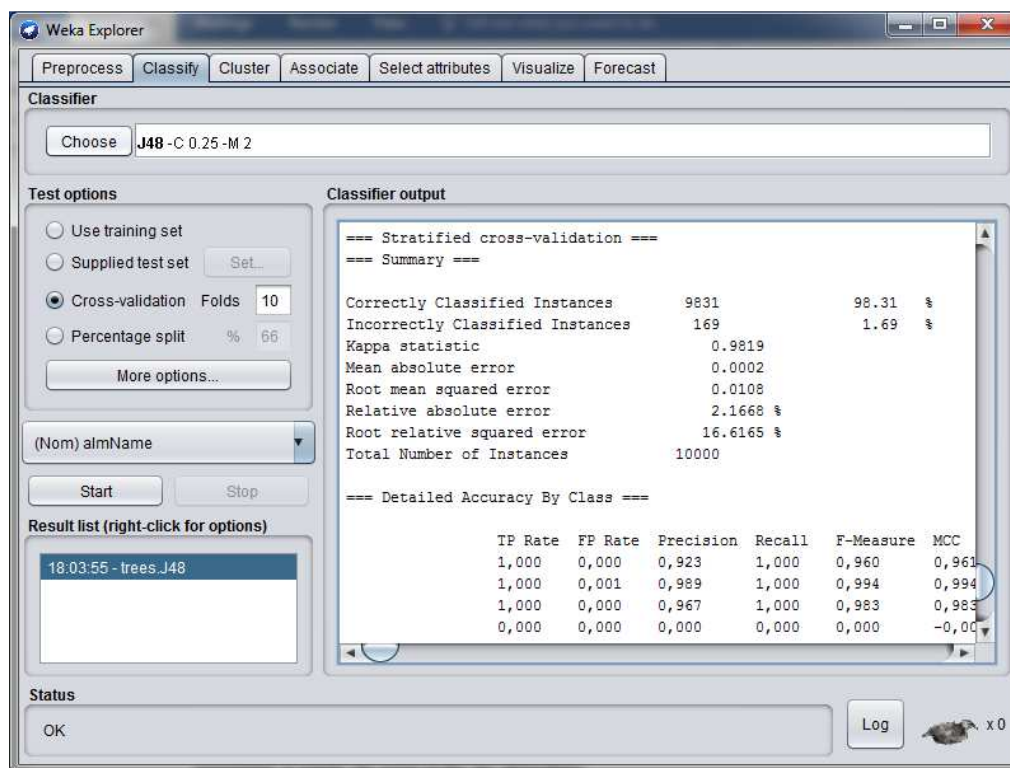 Weka Explorer
Preprocess Classify Cluster Associate Select attributes Visualize Forecast
Classifier
Choose J48 -C 0.25 -M 2
Test options
Use training set
Supplied test set Set...
Cross-validation Folds 10
Percentage split % 66
More options...
(Nom) almName
Start Stop
Result list (right-click for options)
18:03:55 - trees.J48
Classifier output
=== Stratified cross-validation ===
=== Summary ===
Correctly Classified Instances 9831 98.31 %
Incorrectly Classified Instances 169 1.69 %
Kappa statistic 0.9819
Mean absolute error 0.0002
Root mean squared error 0.0108
Relative absolute error 2.1668 %
Root relative squared error 16.6165 %
Total Number of Instances 10000
=== Detailed Accuracy By Class ===
TP Rate FP Rate Precision Recall F-Measure MCC
1,000 0,000 0,923 1,000 0,960 0,961
1,000 0,001 0,989 1,000 0,994 0,994
1,000 0,000 0,967 1,000 0,983 0,983
0,000 0,000 0,000 0,000 0,000 -0,00
Status
OK
Log x 0